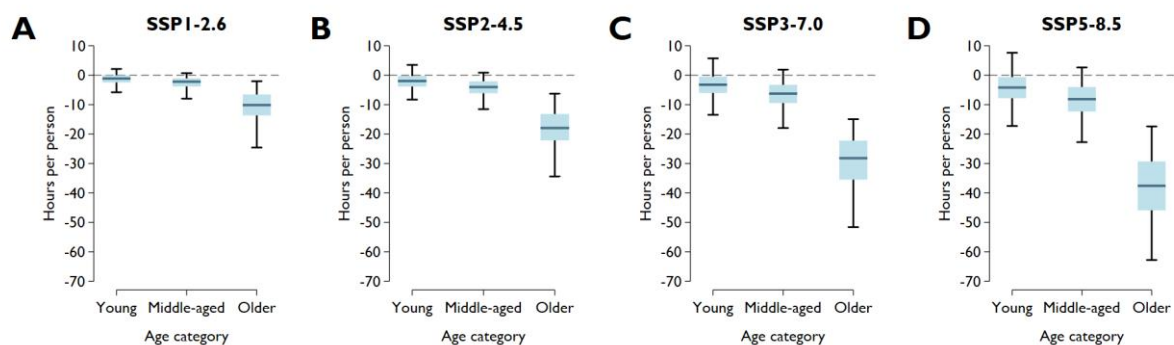 A
SSP1-2.6
Hours per person
10
0
-10
-20
-30
-40
-50
-60
-70
Young
Middle-aged
Older
Age category
B
SSP2-4.5
Hours per person
10
0
-10
-20
-30
-40
-50
-60
-70
Young
Middle-aged
Older
Age category
C
SSP3-7.0
Hours per person
10
0
-10
-20
-30
-40
-50
-60
-70
Young
Middle-aged
Older
Age category
D
SSP5-8.5
Hours per person
10
0
-10
-20
-30
-40
-50
-60
-70
Young
Middle-aged
Older
Age category